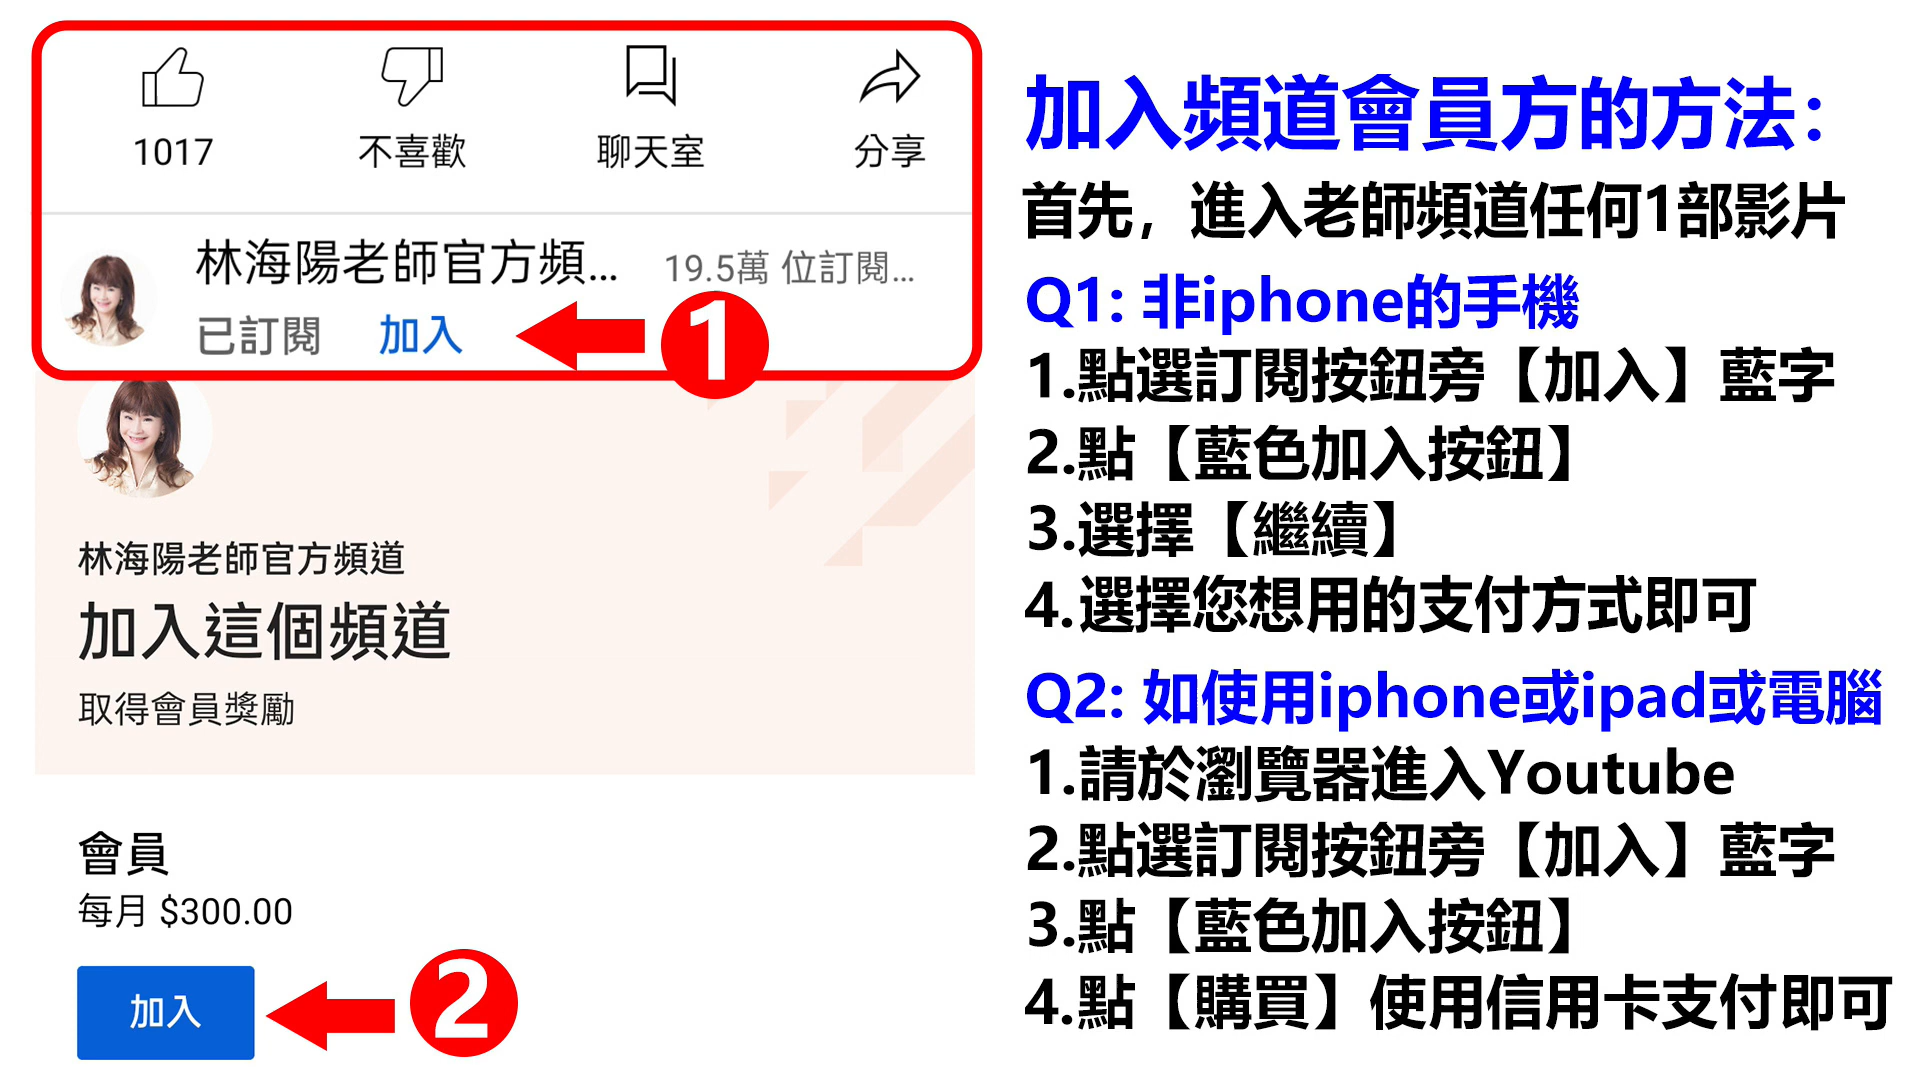 1017
不喜歡
聊天室
分享
林海陽老師官方頻...
19.5萬 位訂閱...
已訂閱
加入
1
林海陽老師官方頻道
加入這個頻道
取得會員獎勵
會員
每月 $300.00
加入
2
加入頻道會員方的方法:
首先，進入老師頻道任何1部影片
Q1: 非iphone的手機
1.點選訂閱按鈕旁【加入】藍字
2.點【藍色加入按鈕】
3.選擇【繼續】
4.選擇您想用的支付方式即可
Q2: 如使用iphone或ipad或電腦
1.請於瀏覽器進入Youtube
2.點選訂閱按鈕旁【加入】藍字
3.點【藍色加入按鈕】
4.點【購買】使用信用卡支付即可